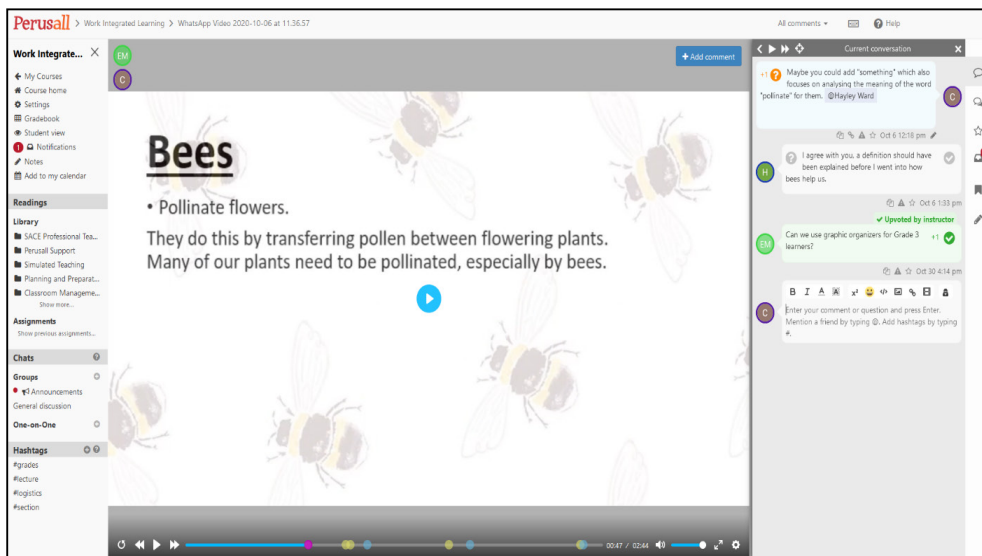 Perusall > Work Integrated Learning > WhatsApp Video 2020-10-06 at 11.36.57
All comments
Help
Work Integrate... X
My Courses
Course home
Settings
Gradebook
Student view
1 Notifications
Notes
Add to my calendar
Readings
Library
SACE Professional Tea...
Perusall Support
Simulated Teaching
Planning and Preparat...
Classroom Manageme...
Show more...
Assignments
Show previous assignments...
Chats
Groups
Announcements
General discussion
One-on-One
Hashtags
#grades
#lecture
#logistics
#section
EM
C
+ Add comment
Bees
• Pollinate flowers.
They do this by transferring pollen between flowering plants.
Many of our plants need to be pollinated, especially by bees.
00:47 / 02:44
Current conversation
+1 ? Maybe you could add "something" which also
focuses on analysing the meaning of the word
"pollinate" for them. @Hayley Ward
C
Oct 6 12:18 pm
H
? I agree with you, a definition should have
been explained before I went into how
bees help us.
Oct 6 1:33 pm
Upvoted by instructor
EM
Can we use graphic organizers for Grade 3 +1
learners?
Oct 30 4:14 pm
B I A A x² </>
C
Enter your comment or question and press Enter.
Mention a friend by typing @. Add hashtags by typing
#.